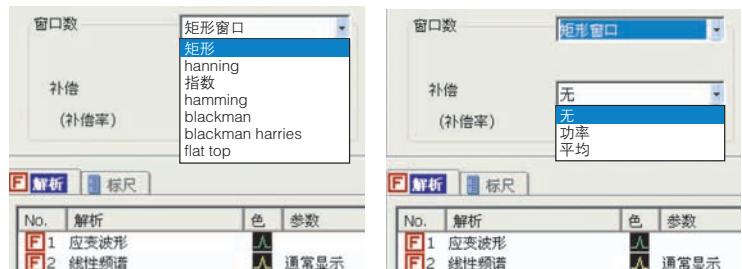 窗口数
矩形窗口
矩形
hanning
指数
hamming
blackman
blackman harries
flat top
补偿
(补偿率)
F 解析 标尺
No. 解析 色 参数
F 1 应变波形
F 2 线性频谱 通常显示
窗口数
矩形窗口
补偿
无
无
功率
平均
(补偿率)
F 解析 标尺
No. 解析 色 参数
F 1 应变波形
F 2 线性频谱 通常显示